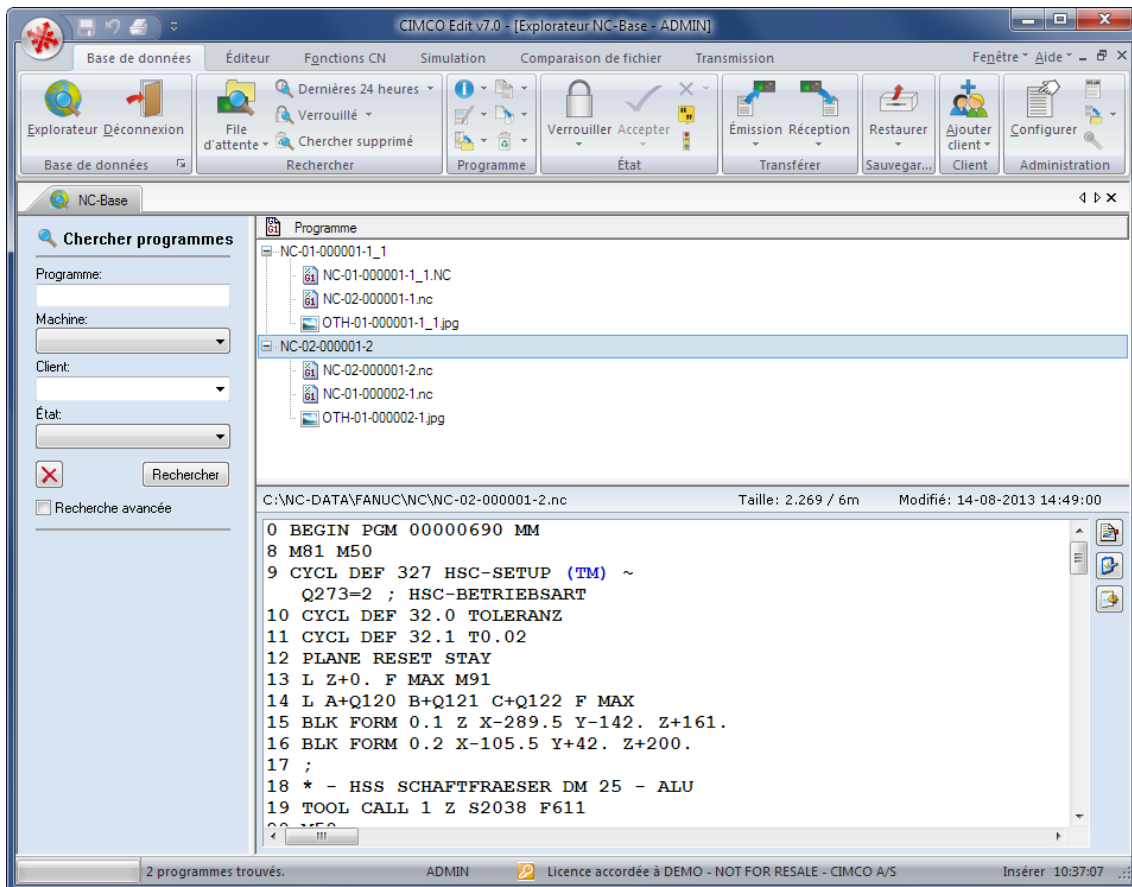 CIMCO Edit v7.0 - [Explorateur NC-Base - ADMIN]
Base de données Éditeur Fonctions CN Simulation Comparaison de fichier Transmission Fenêtre Aide
Explorateur Déconnexion
Base de données
File d'attente
Dernières 24 heures
Verrouillé
Chercher supprimé
Rechercher
Programme
Verrouiller Accepter
État
Émission Réception
Transférer
Restaurer
Sauvegar...
Ajouter client
Client
Configurer
Administration
NC-Base
Chercher programmes
Programme:
Machine:
Client:
État:
Rechercher
Recherche avancée
Programme
NC-01-000001-1_1
NC-01-000001-1_1.NC
NC-02-000001-1.nc
OTH-01-000001-1_1.jpg
NC-02-000001-2
NC-02-000001-2.nc
NC-01-000002-1.nc
OTH-01-000002-1.jpg
C:\NC-DATA\FANUC\NC\NC-02-000001-2.nc Taille: 2.269 / 6m Modifié: 14-08-2013 14:49:00
0 BEGIN PGM 00000690 MM
8 M81 M50
9 CYCL DEF 327 HSC-SETUP (TM) ~
Q273=2 ; HSC-BETRIEBSART
10 CYCL DEF 32.0 TOLERANZ
11 CYCL DEF 32.1 T0.02
12 PLANE RESET STAY
13 L Z+0. F MAX M91
14 L A+Q120 B+Q121 C+Q122 F MAX
15 BLK FORM 0.1 Z X-289.5 Y-142. Z+161.
16 BLK FORM 0.2 X-105.5 Y+42. Z+200.
17 ;
18 * - HSS SCHAFTFRAESER DM 25 - ALU
19 TOOL CALL 1 Z S2038 F611
2 programmes trouvés. ADMIN Licence accordée à DEMO - NOT FOR RESALE - CIMCO A/S Insérer 10:37:07